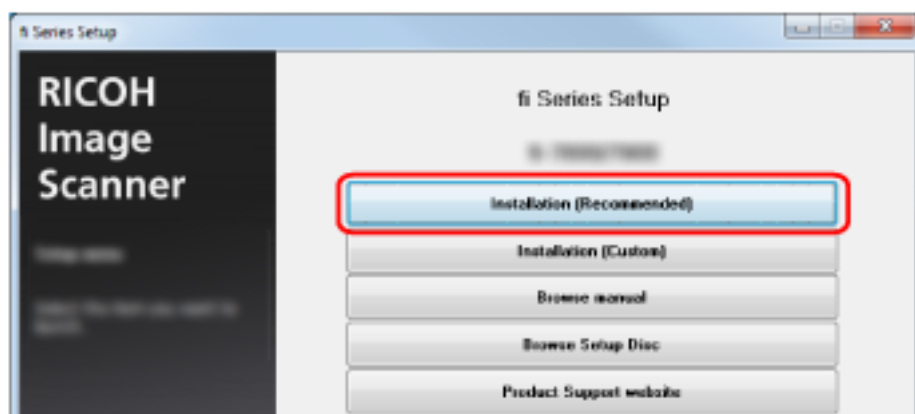 fi Series Setup
RICOH
Image
Scanner
fi Series Setup
Installation (Recommended)
Installation (Custom)
Browse manual
Browse Setup Disc
Product Support website